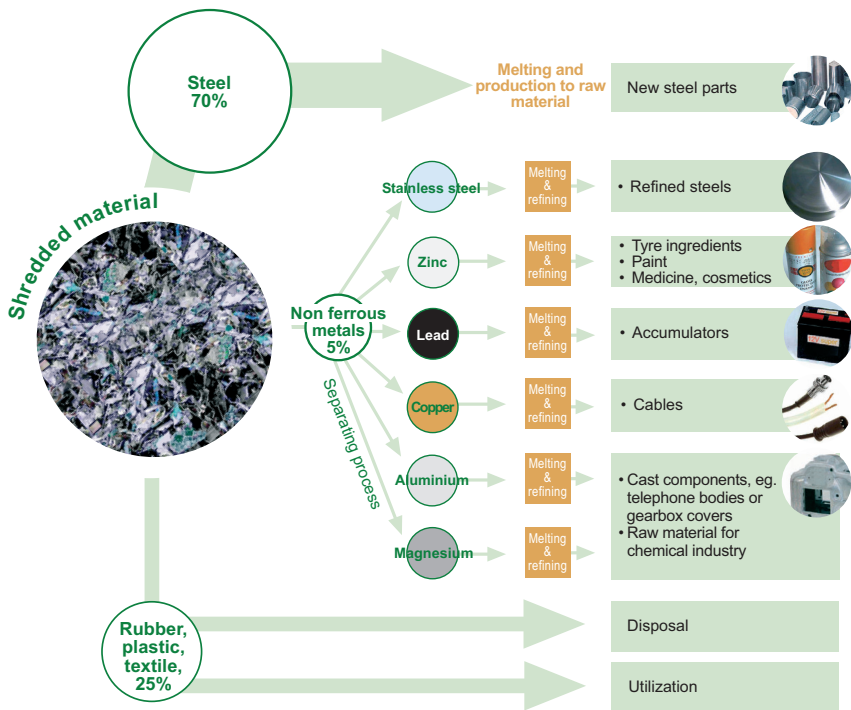 Steel
70%
Melting and
production to raw
material
New steel parts
Shredded material
Stainless steel
Melting
&
refining
• Refined steels
Zinc
Melting
&
refining
• Tyre ingredients
• Paint
• Medicine, cosmetics
Non ferrous
metals
5%
Lead
Melting
&
refining
• Accumulators
Separating process
Copper
Melting
&
refining
• Cables
Aluminium
Melting
&
refining
• Cast components, eg.
telephone bodies or
gearbox covers
• Raw material for
chemical industry
Magnesium
Melting
&
refining
Rubber,
plastic,
textile,
25%
Disposal
Utilization